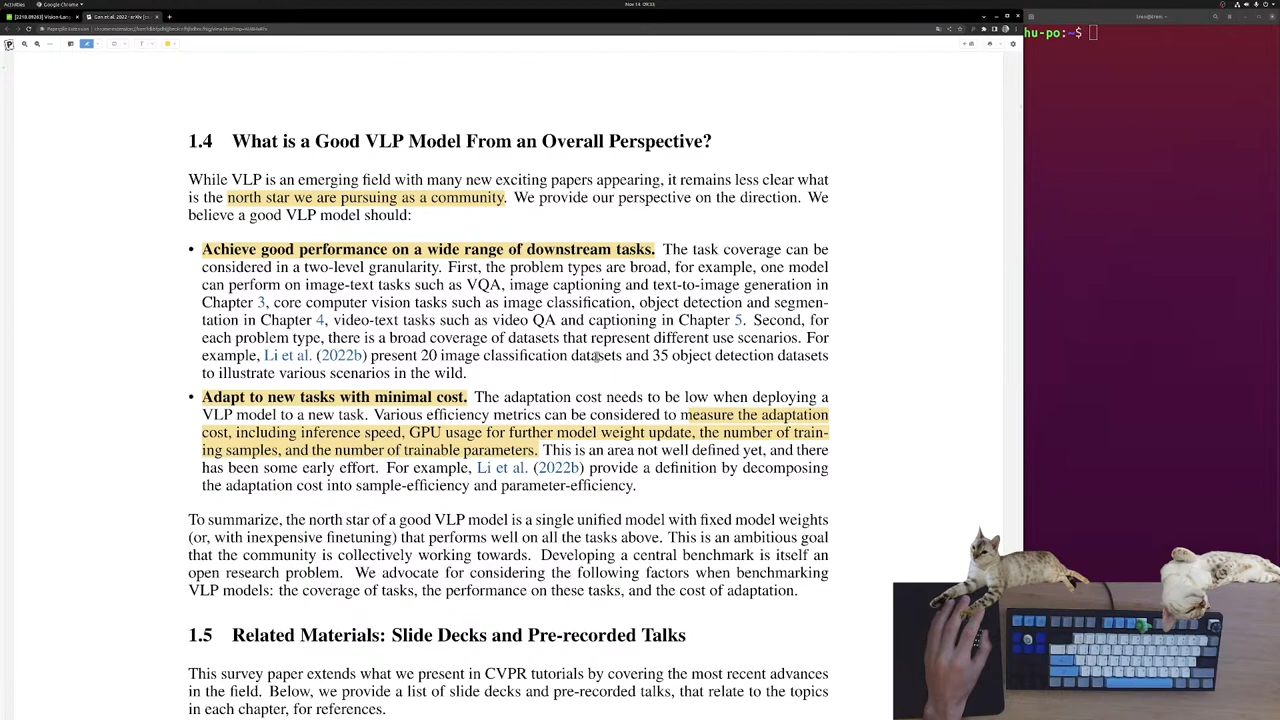 Activities
Google Chrome
Nov 14 09:33
[2210.09263] Vision-Lang
Gan et al. 2022 - arXiv
1.4 What is a Good VLP Model From an Overall Perspective?
While VLP is an emerging field with many new exciting papers appearing, it remains less clear what
is the north star we are pursuing as a community. We provide our perspective on the direction. We
believe a good VLP model should:
• Achieve good performance on a wide range of downstream tasks. The task coverage can be
considered in a two-level granularity. First, the problem types are broad, for example, one model
can perform on image-text tasks such as VQA, image captioning and text-to-image generation in
Chapter 3, core computer vision tasks such as image classification, object detection and segmen-
tation in Chapter 4, video-text tasks such as video QA and captioning in Chapter 5. Second, for
each problem type, there is a broad coverage of datasets that represent different use scenarios. For
example, Li et al. (2022b) present 20 image classification datasets and 35 object detection datasets
to illustrate various scenarios in the wild.
• Adapt to new tasks with minimal cost. The adaptation cost needs to be low when deploying a
VLP model to a new task. Various efficiency metrics can be considered to measure the adaptation
cost, including inference speed, GPU usage for further model weight update, the number of train-
ing samples, and the number of trainable parameters. This is an area not well defined yet, and there
has been some early effort. For example, Li et al. (2022b) provide a definition by decomposing
the adaptation cost into sample-efficiency and parameter-efficiency.
To summarize, the north star of a good VLP model is a single unified model with fixed model weights
(or, with inexpensive finetuning) that performs well on all the tasks above. This is an ambitious goal
that the community is collectively working towards. Developing a central benchmark is itself an
open research problem. We advocate for considering the following factors when benchmarking
VLP models: the coverage of tasks, the performance on these tasks, and the cost of adaptation.
1.5 Related Materials: Slide Decks and Pre-recorded Talks
This survey paper extends what we present in CVPR tutorials by covering the most recent advances
in the field. Below, we provide a list of slide decks and pre-recorded talks, that relate to the topics
in each chapter, for references.
hu-po:~$